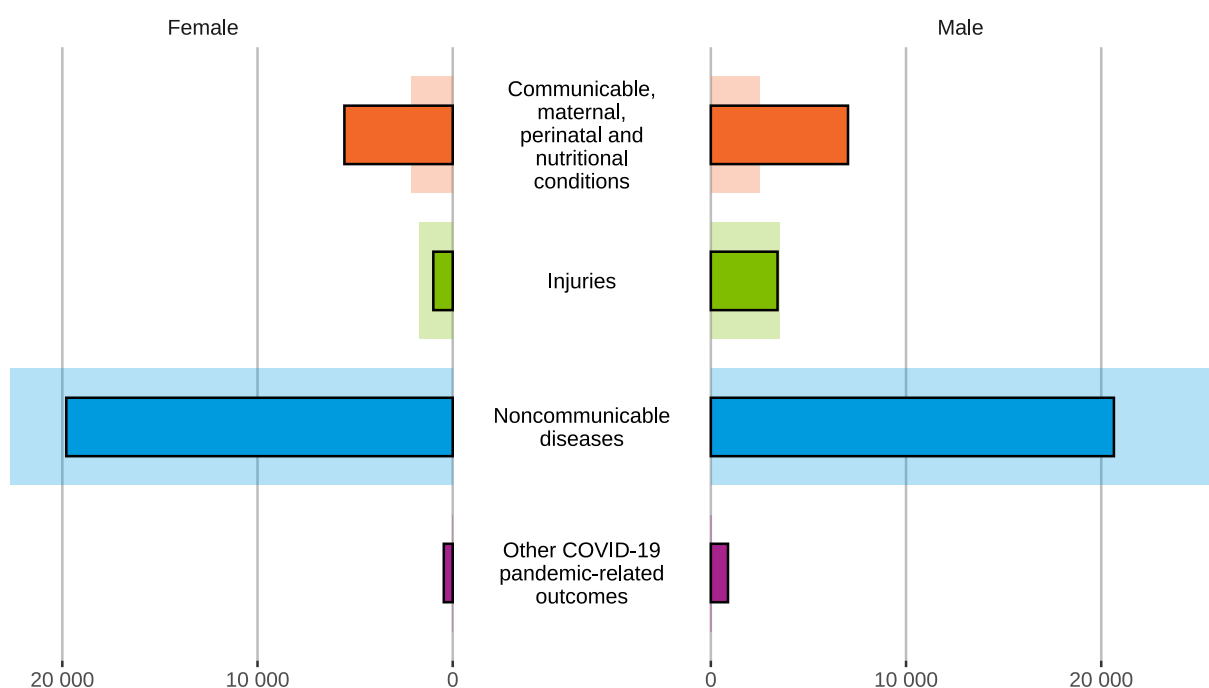 Female
Male
Communicable,
maternal,
perinatal and
nutritional
conditions
Injuries
Noncommunicable
diseases
Other COVID-19
pandemic-related
outcomes
20 000
10 000
0
0
10 000
20 000